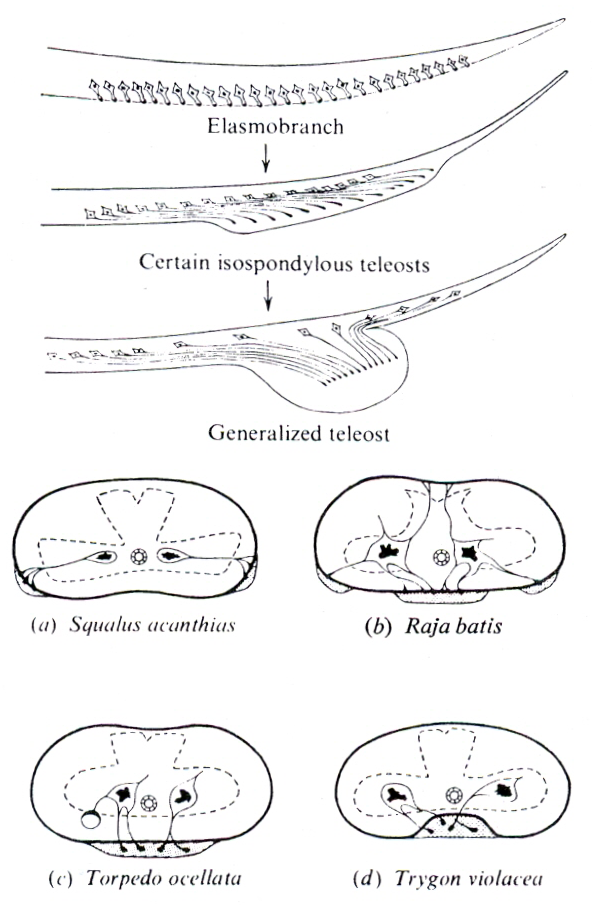 Elasmobranch
Certain isospondylous teleosts
Generalized teleost
(a) Squalus acanthias
(b) Raja batis
(c) Torpedo ocellata
(d) Trygon violacea